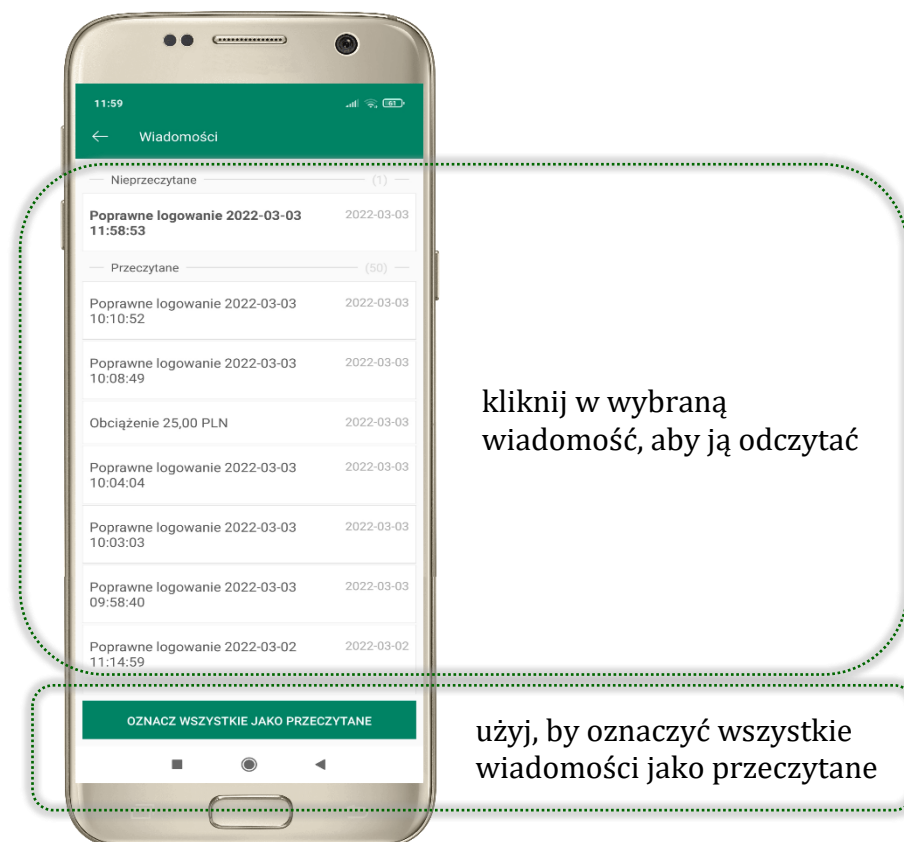 11:59
61
Wiadomości
Nieprzeczytane (1)
Poprawne logowanie 2022-03-03 2022-03-03
11:58:53
Przeczytane (50)
Poprawne logowanie 2022-03-03 2022-03-03
10:10:52
Poprawne logowanie 2022-03-03 2022-03-03
10:08:49
Obciążenie 25,00 PLN 2022-03-03
Poprawne logowanie 2022-03-03 2022-03-03
10:04:04
Poprawne logowanie 2022-03-03 2022-03-03
10:03:03
Poprawne logowanie 2022-03-03 2022-03-03
09:58:40
Poprawne logowanie 2022-03-02 2022-03-02
11:14:59
OZNACZ WSZYSTKIE JAKO PRZECZYTANE
kliknij w wybraną
wiadomość, aby ją odczytać
użyj, by oznaczyć wszystkie
wiadomości jako przeczytane